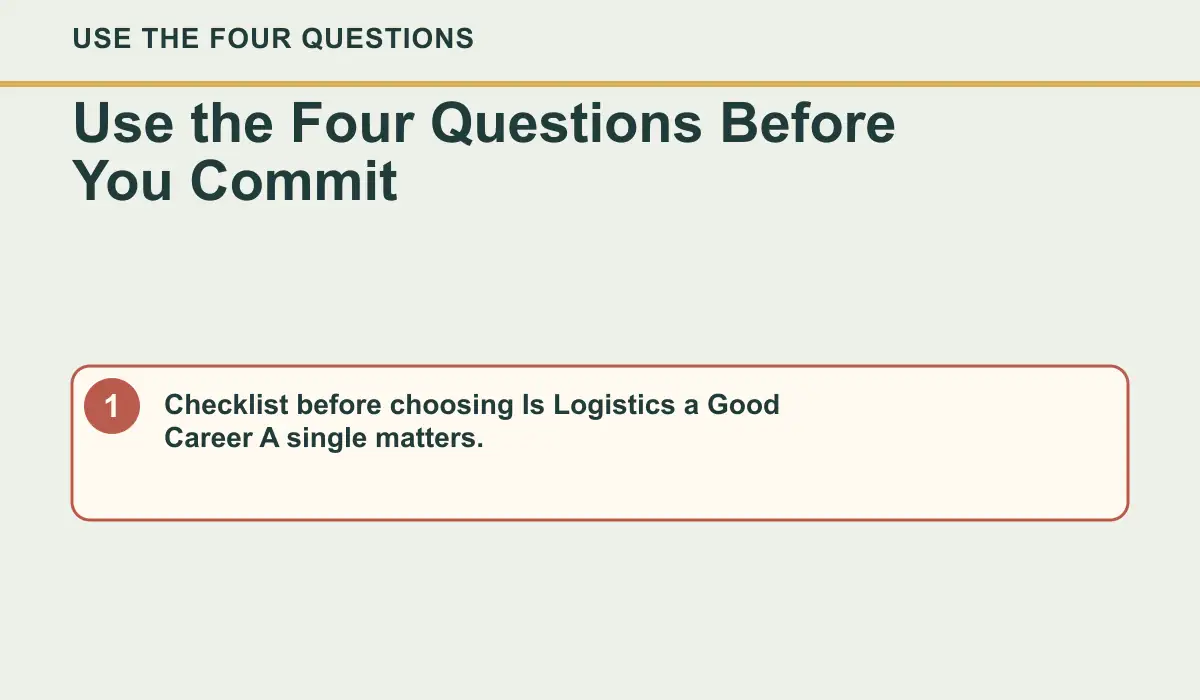 USE THE FOUR QUESTIONS
Use the Four Questions Before
You Commit
1
Checklist before choosing Is Logistics a Good
Career A single matters.